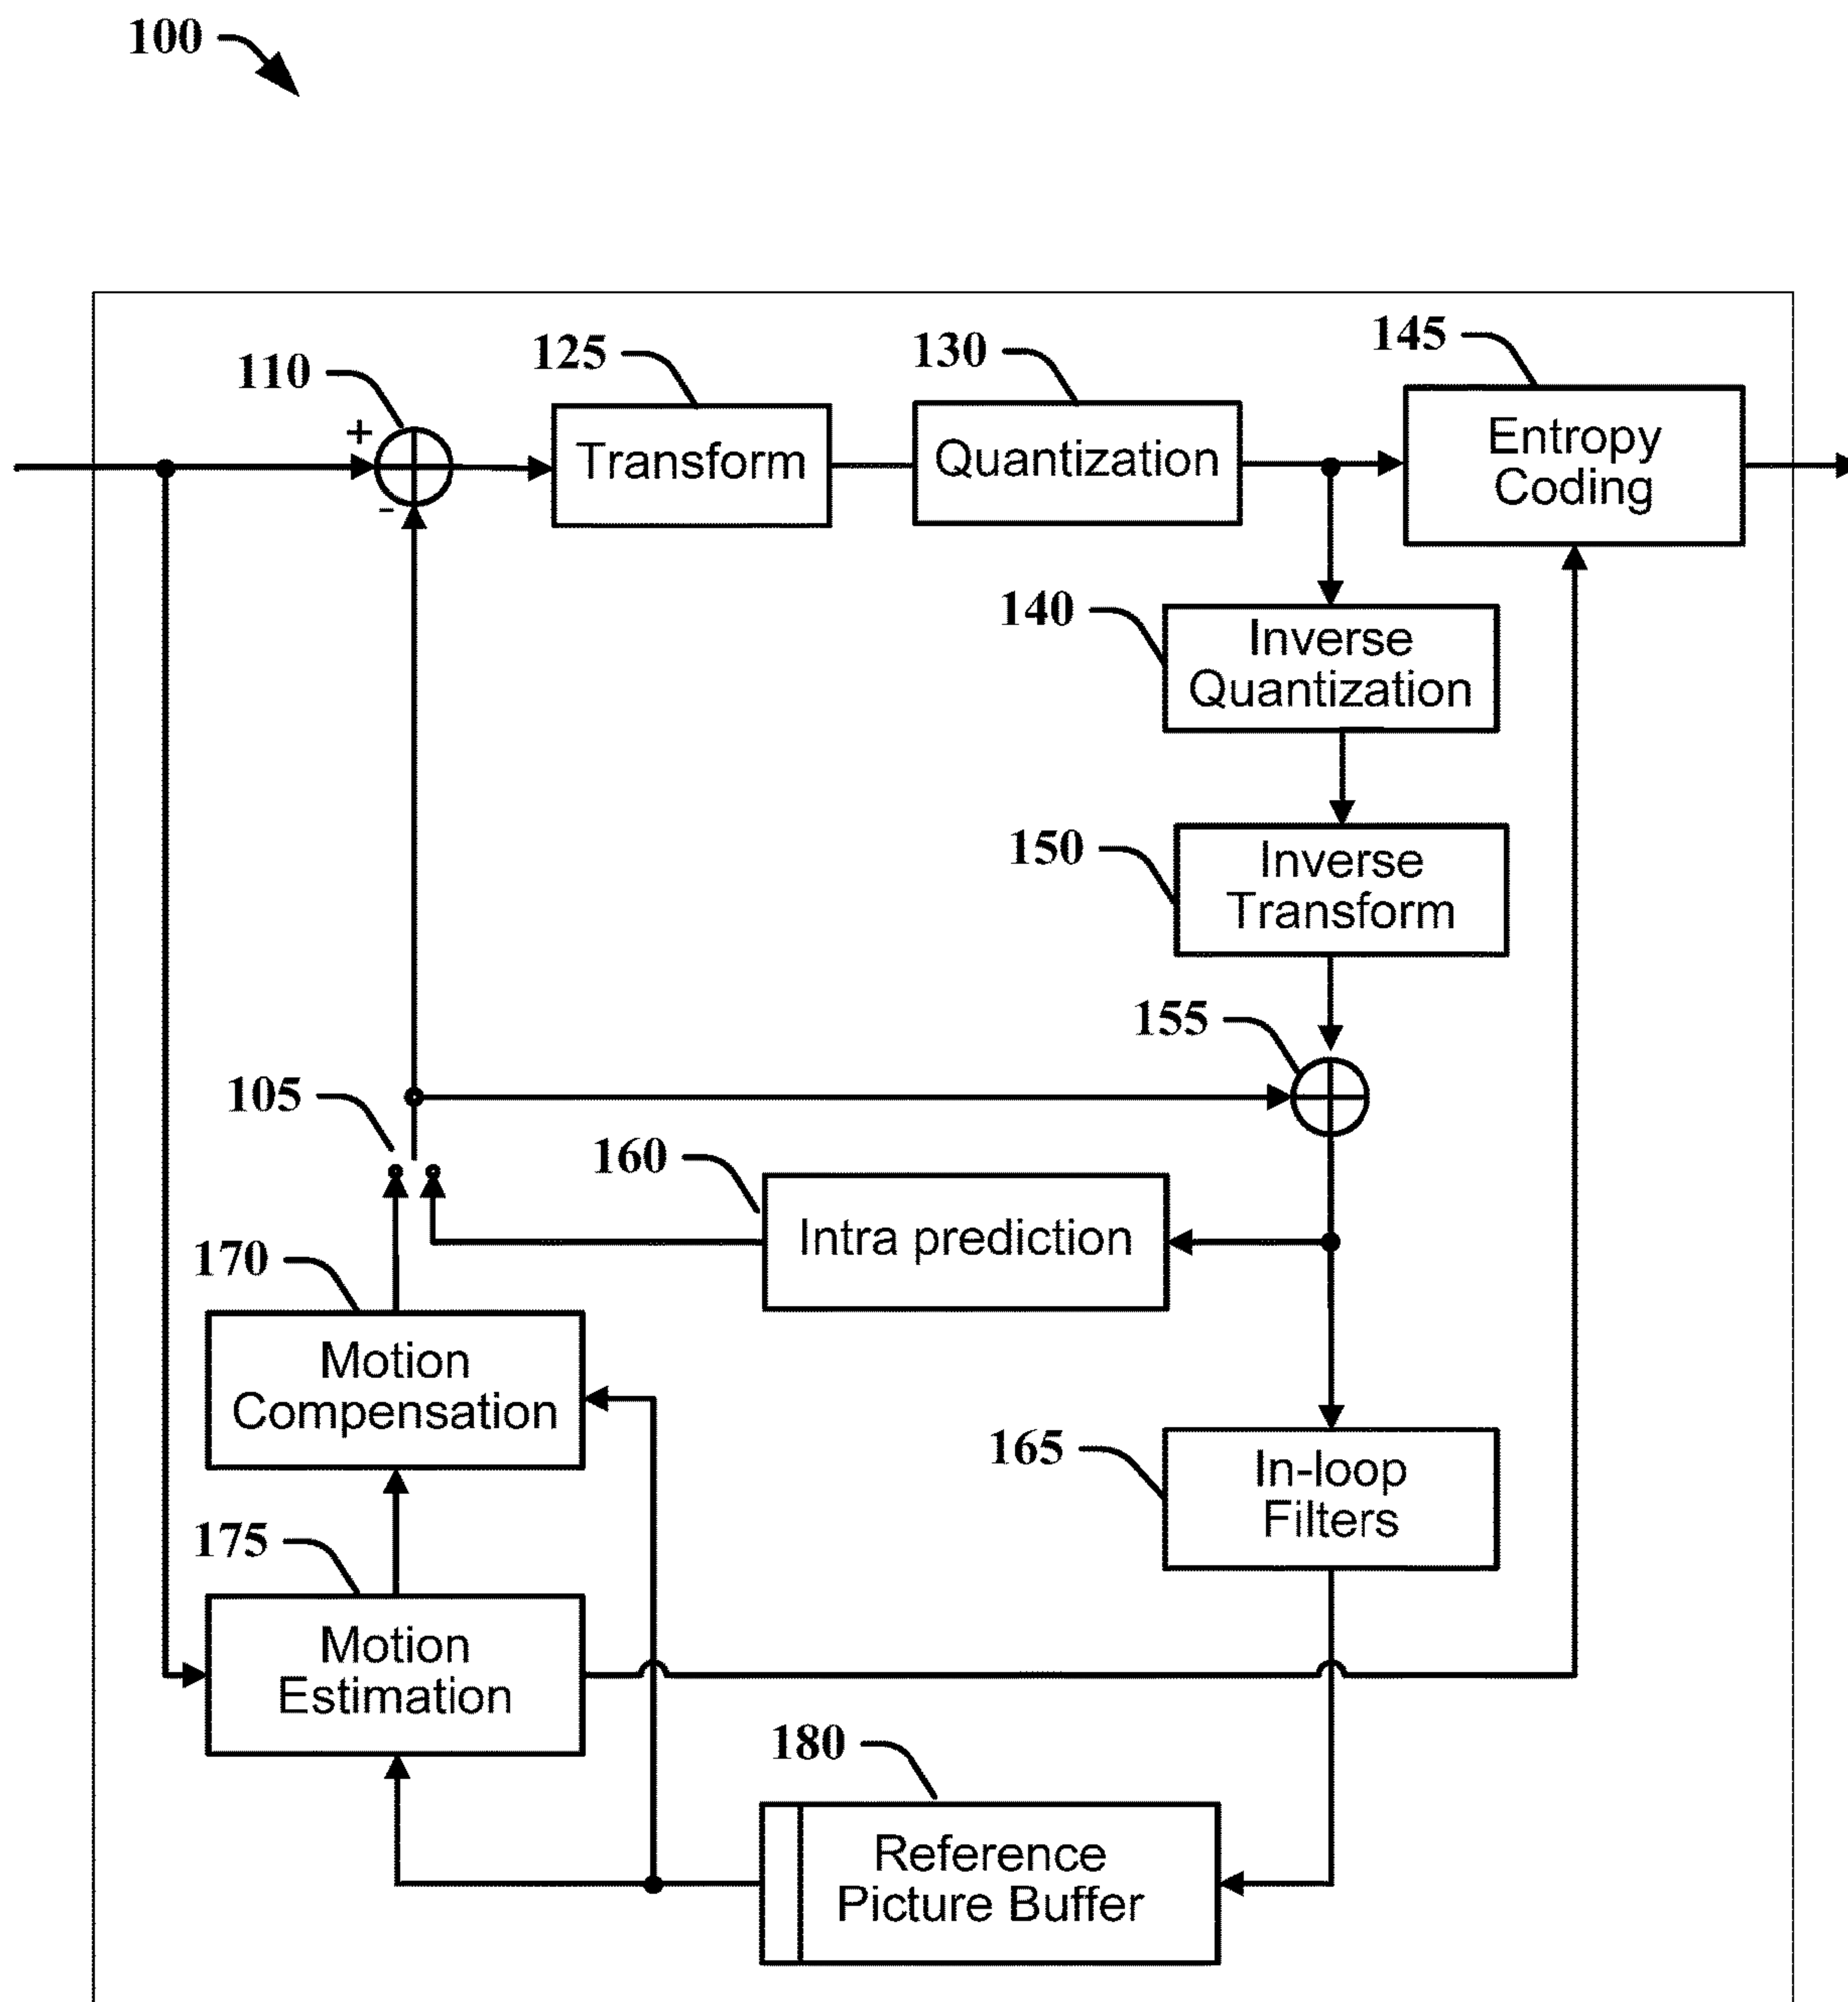 100
110
+
-
125
Transform
130
Quantization
145
Entropy
Coding
140
Inverse
Quantization
150
Inverse
Transform
155
105
160
Intra prediction
170
Motion
Compensation
165
In-loop
Filters
175
Motion
Estimation
180
Reference
Picture Buffer